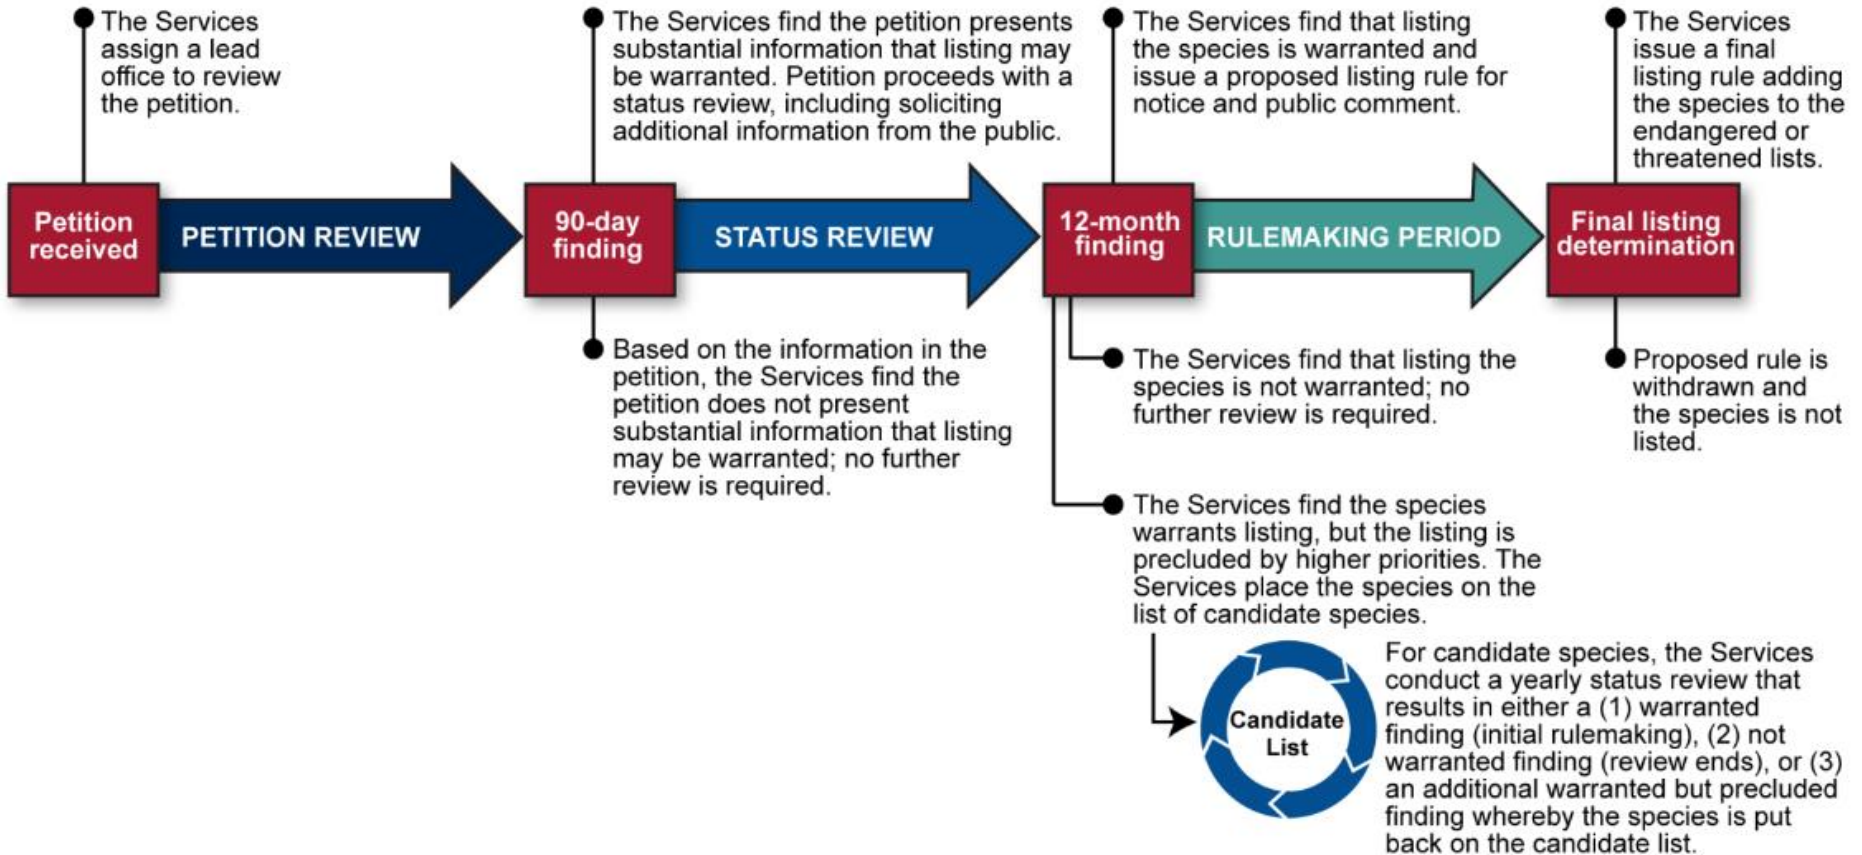 The Services
assign a lead
office to review
the petition.
The Services find the petition presents
substantial information that listing may
be warranted. Petition proceeds with a
status review, including soliciting
additional information from the public.
The Services find that listing
the species is warranted and
issue a proposed listing rule for
notice and public comment.
The Services
issue a final
listing rule adding
the species to the
endangered or
threatened lists.
Petition
received
PETITION REVIEW
90-day
finding
STATUS REVIEW
12-month
finding
RULEMAKING PERIOD
Final listing
determination
Based on the information in the
petition, the Services find the
petition does not present
substantial information that listing
may be warranted; no further
review is required.
The Services find that listing the
species is not warranted; no
further review is required.
Proposed rule is
withdrawn and
the species is not
listed.
The Services find the species
warrants listing, but the listing is
precluded by higher priorities. The
Services place the species on the
list of candidate species.
Candidate
List
For candidate species, the Services
conduct a yearly status review that
results in either a (1) warranted
finding (initial rulemaking), (2) not
warranted finding (review ends), or (3)
an additional warranted but precluded
finding whereby the species is put
back on the candidate list.